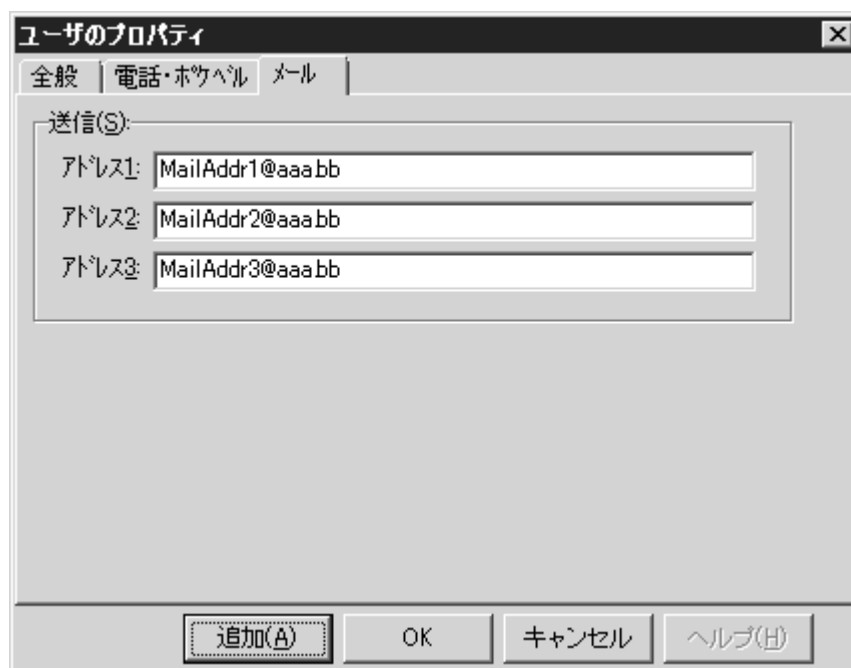 ユーザのプロパティ
全般 電話・ﾎﾟｹﾍﾞﾙ ﾒｰﾙ
送信(S):
ｱﾄﾞﾚｽ1: MailAddr1@aaa.bb
ｱﾄﾞﾚｽ2: MailAddr2@aaa.bb
ｱﾄﾞﾚｽ3: MailAddr3@aaa.bb
追加(A) OK キャンセル ヘルプ(H)